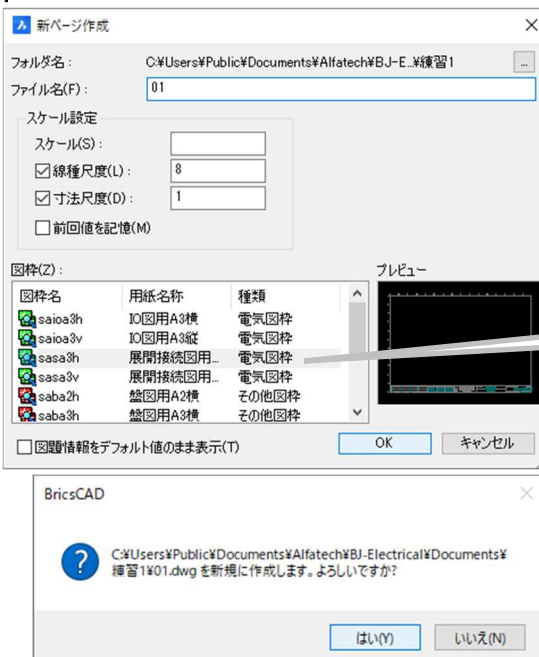 新ページ作成
フォルダ名： C:¥Users¥Public¥Documents¥Alfatech¥BJ-E...¥練習1 ...
ファイル名(F)： 01
スケール設定
スケール(S)：
線種尺度(L)： 8
寸法尺度(D)： 1
前回値を記憶(M)
図枠(Z)： プレビュー
図枠名 用紙名称 種類
saioa3h IO図用A3横 電気図枠
saioa3v IO図用A3縦 電気図枠
sasa3h 展開接続図用... 電気図枠
sasa3v 展開接続図用... 電気図枠
saba2h 盤図用A2横 その他図枠
saba3h 盤図用A3横 その他図枠
図題情報をデフォルト値のまま表示(T) OK キャンセル
BricsCAD
C:¥Users¥Public¥Documents¥Alfatech¥BJ-Electrical¥Documents¥
練習1¥01.dwg を新規に作成します。よろしいですか?
はい(Y) いいえ(N)